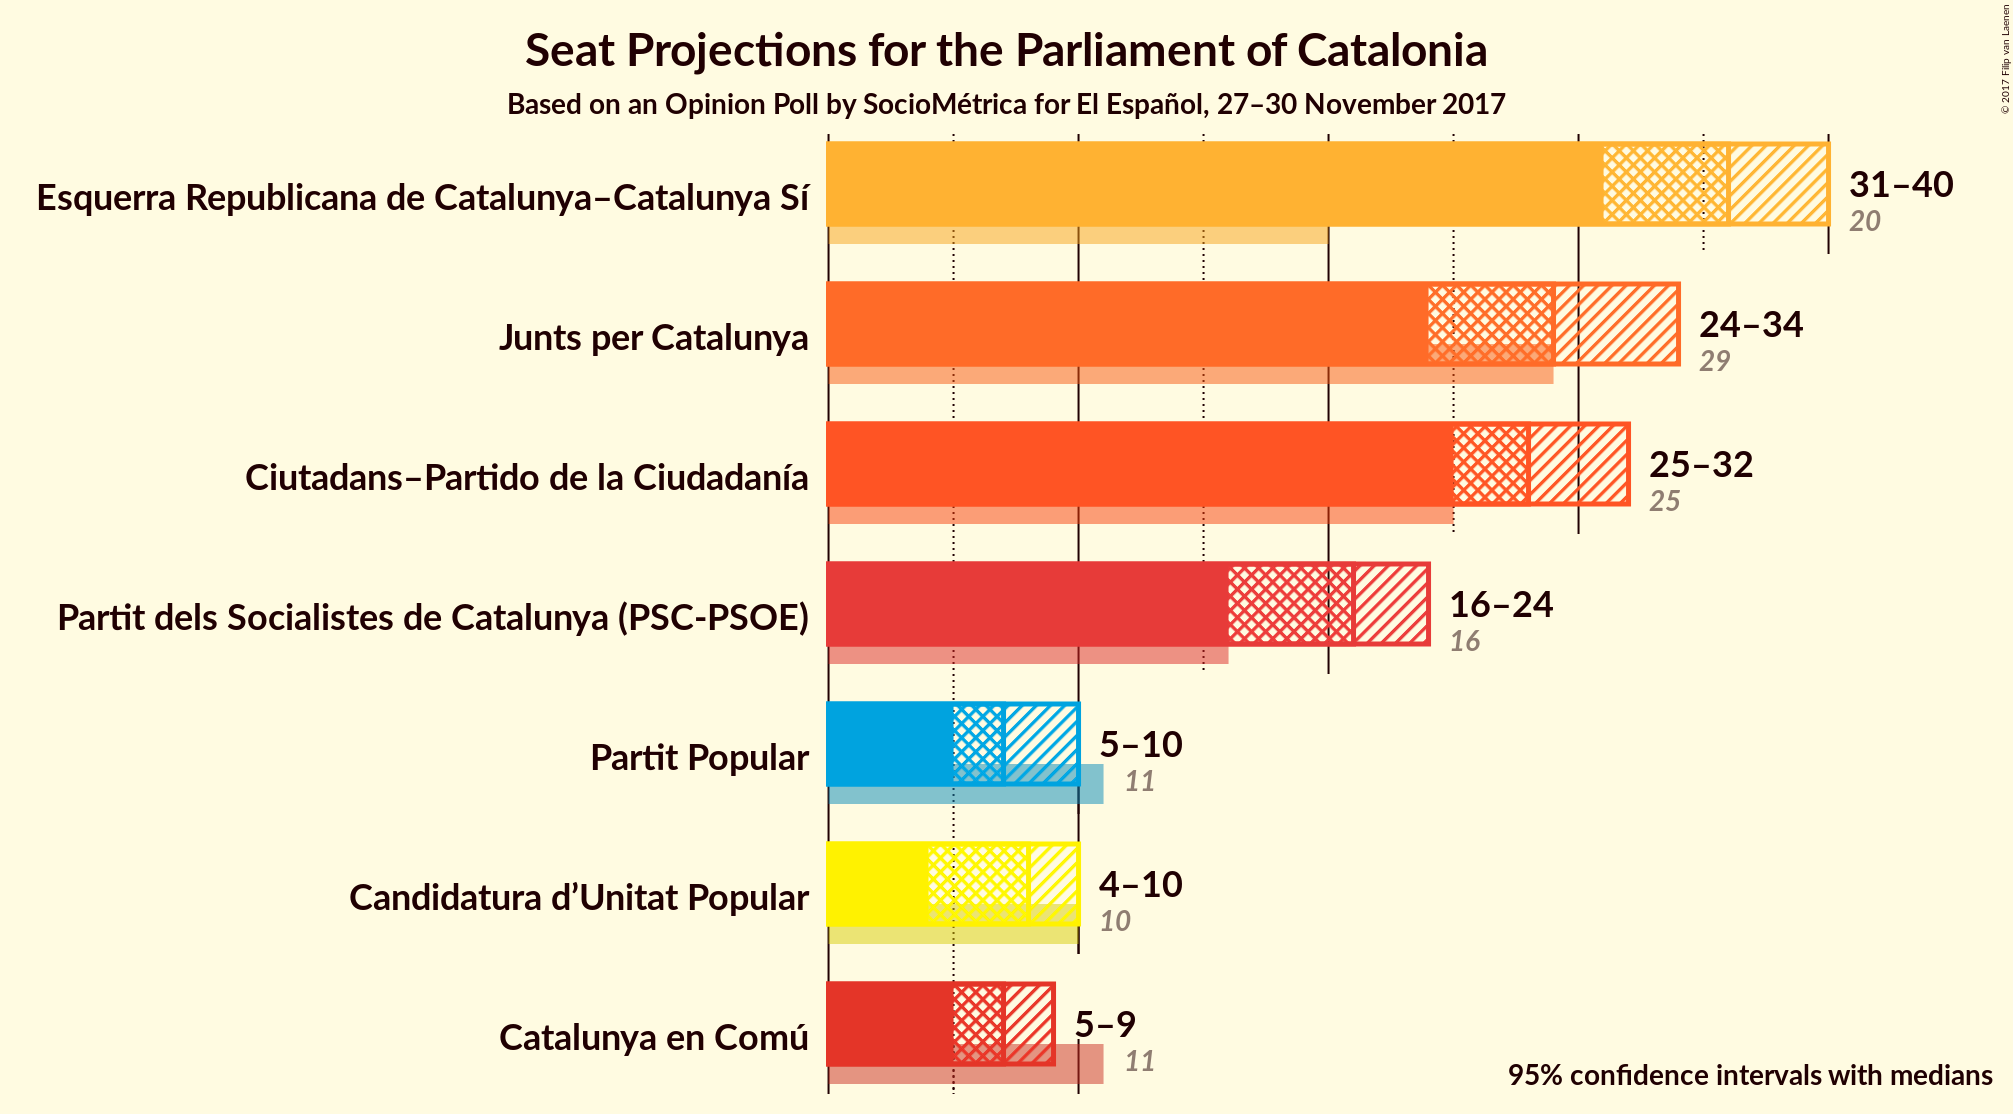 Seat Projections for the Parliament of Catalonia
Based on an Opinion Poll by SocioMétrica for El Español, 27–30 November 2017
© 2017 Filip van Laenen
Esquerra Republicana de Catalunya–Catalunya Sí
31–40
20
Junts per Catalunya
24–34
29
Ciutadans–Partido de la Ciudadanía
25–32
25
Partit dels Socialistes de Catalunya (PSC-PSOE)
16–24
16
Partit Popular
5–10
11
Candidatura d’Unitat Popular
4–10
10
Catalunya en Comú
5–9
11
95% confidence intervals with medians